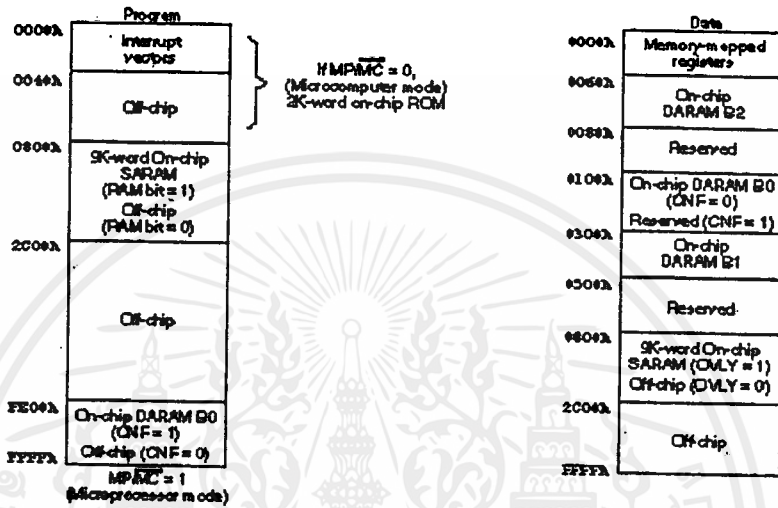 Program
0000h
Interrupt
vectors
0040h
Off-chip
0800h
9K-word On-chip
SARAM
(RAM bit = 1)
Off-chip
(RAM bit = 0)
2C00h
Off-chip
FE00h
On-chip DARAM B0
(CNF = 1)
Off-chip (CNF = 0)
FFFFh
MP/MC = 1
(Microprocessor mode)
If MP/MC = 0,
(Microcomputer mode)
2K-word on-chip ROM
Data
0000h
Memory-mapped
registers
0060h
On-chip
DARAM B2
0080h
Reserved
0100h
On-chip DARAM B0
(CNF = 0)
Reserved (CNF = 1)
0300h
On-chip
DARAM B1
0500h
Reserved
0800h
9K-word On-chip
SARAM (OVLY = 1)
Off-chip (OVLY = 0)
2C00h
Off-chip
FFFFh